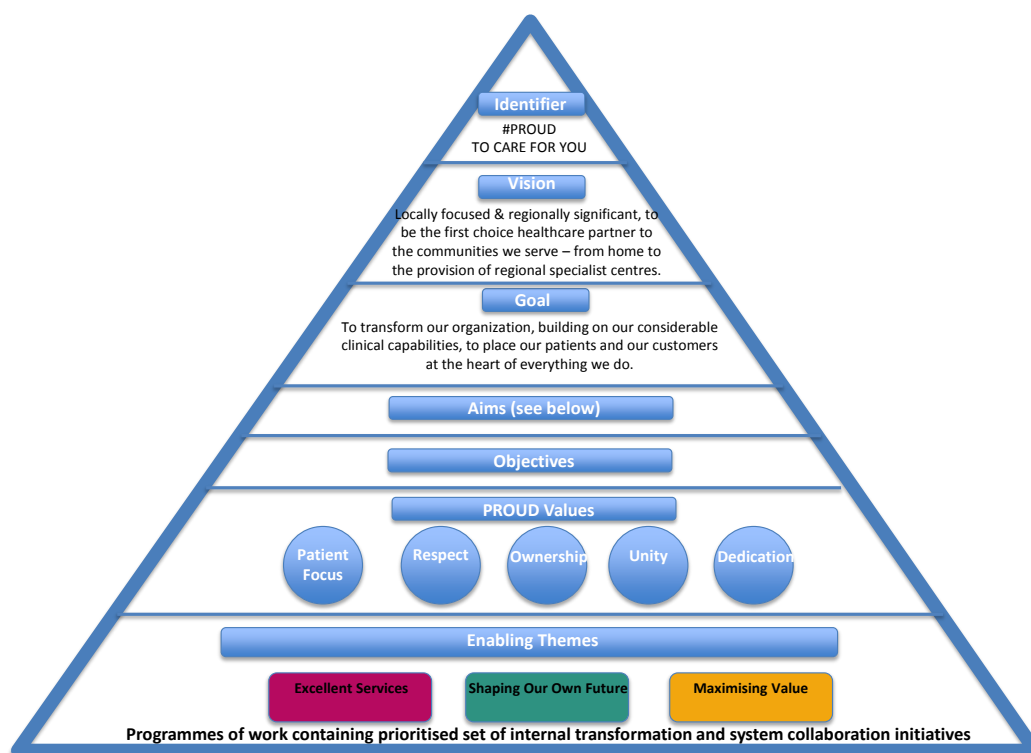 Identifier
#PROUD
TO CARE FOR YOU
Vision
Locally focused & regionally significant, to
be the first choice healthcare partner to
the communities we serve – from home to
the provision of regional specialist centres.
Goal
To transform our organization, building on our considerable
clinical capabilities, to place our patients and our customers
at the heart of everything we do.
Aims (see below)
Objectives
PROUD Values
Patient
Focus
Respect
Ownership
Unity
Dedication
Enabling Themes
Excellent Services
Shaping Our Own Future
Maximising Value
Programmes of work containing prioritised set of internal transformation and system collaboration initiatives